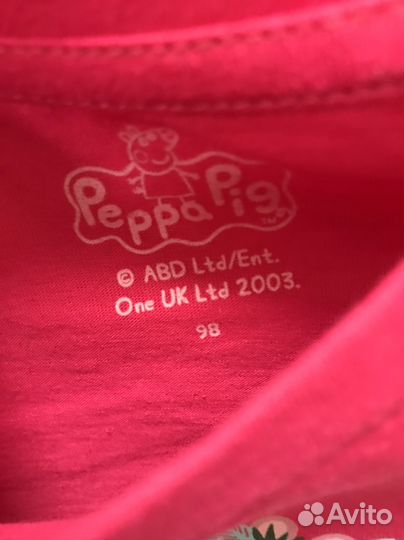 Peppa Pig
© ABD Ltd/Ent.
One UK Ltd 2003.
98
Avito